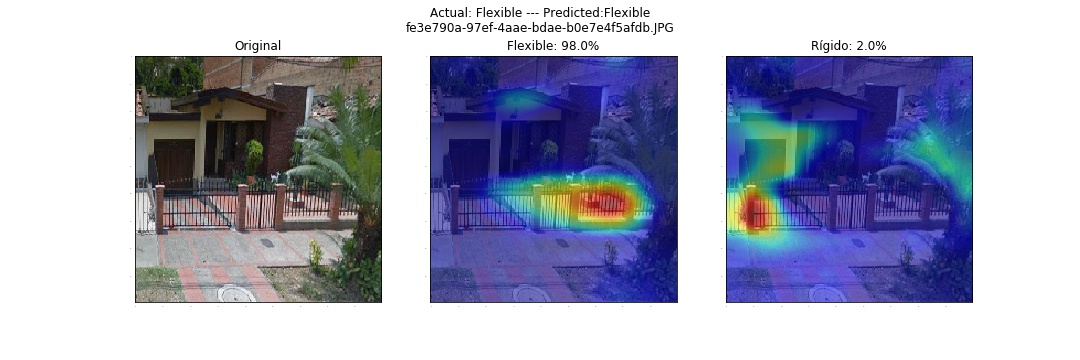 Actual: Flexible --- Predicted:Flexible
fe3e790a-97ef-4aae-bdae-b0e7e4f5afdb.JPG
Original
Flexible: 98.0%
Rígido: 2.0%